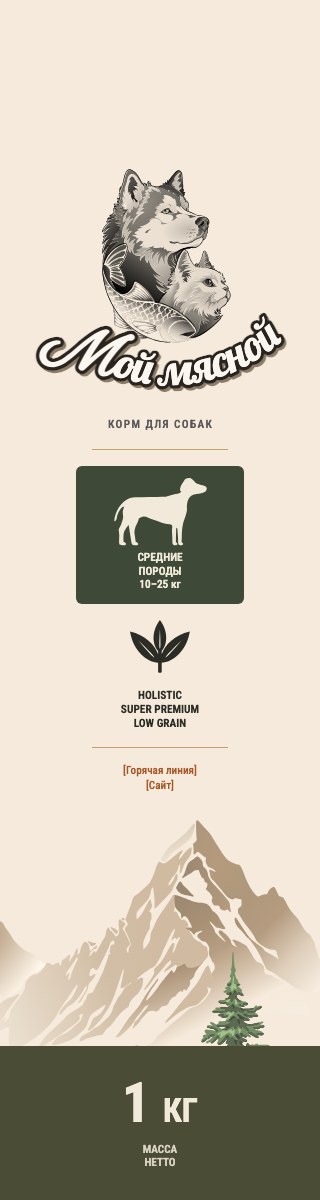 Мой мясной
КОРМ ДЛЯ СОБАК
СРЕДНИЕ
ПОРОДЫ
10–25 кг
HOLISTIC
SUPER PREMIUM
LOW GRAIN
[Горячая линия]
[Сайт]
1 кг
МАССА
НЕТТО